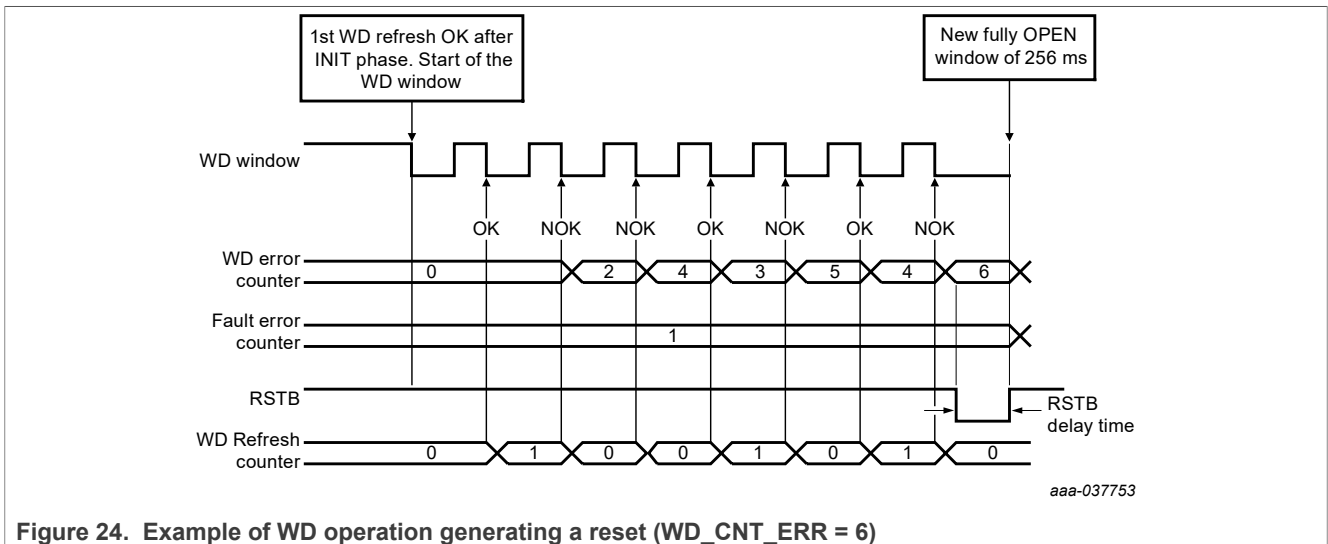 1st WD refresh OK after
INIT phase. Start of the
WD window
New fully OPEN
window of 256 ms
WD window
OK NOK NOK OK NOK OK NOK
WD error
counter
0 2 4 3 5 4 6
Fault error
counter
1
RSTB
RSTB
delay time
WD Refresh
counter
0 1 0 0 1 0 1 0
aaa-037753
Figure 24. Example of WD operation generating a reset (WD_CNT_ERR = 6)